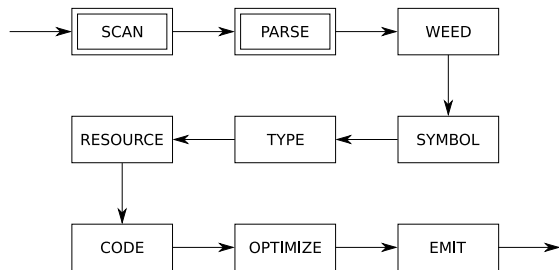 SCAN
PARSE
WEED
RESOURCE
TYPE
SYMBOL
CODE
OPTIMIZE
EMIT